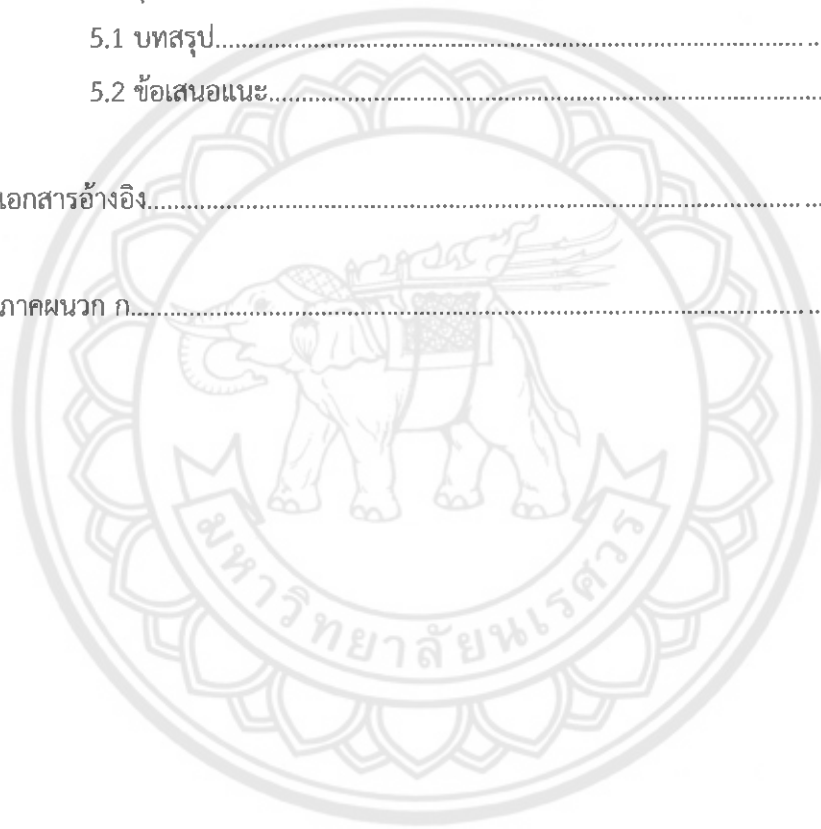 5.1 บทสรุป
5.2 ข้อเสนอแนะ
เอกสารอ้างอิง
ภาคผนวก ก
มหาวิทยาลัยนเรศวร